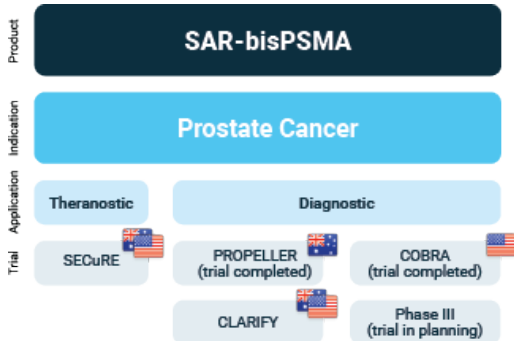 Product
SAR-bisPSMA
Indication
Prostate Cancer
Application
Theranostic
Diagnostic
Trial
SECuRE
PROPELLER
(trial completed)
COBRA
(trial completed)
CLARIFY
Phase III
(trial in planning)